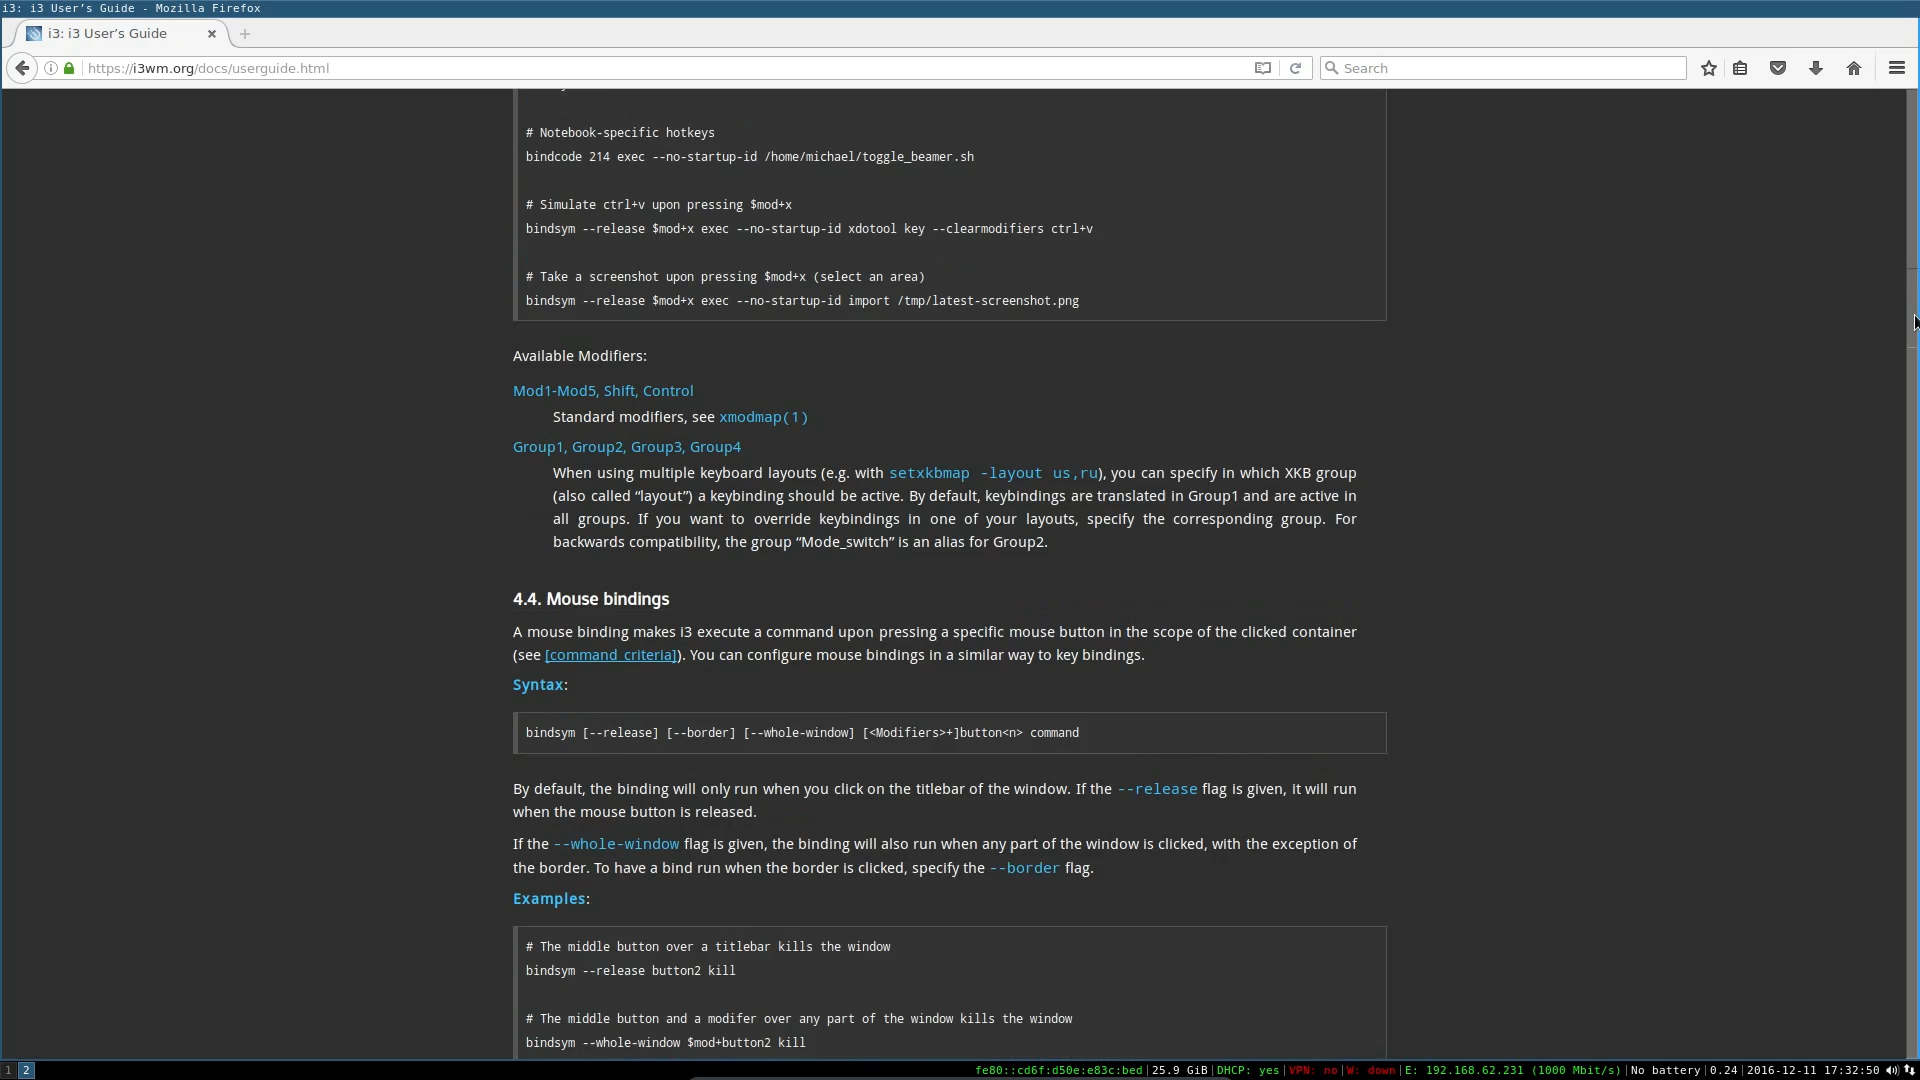 i3: i3 User’s Guide - Mozilla Firefox
i3: i3 User’s Guide
https://i3wm.org/docs/userguide.html
Search
# Notebook-specific hotkeys
bindcode 214 exec --no-startup-id /home/michael/toggle_beamer.sh
# Simulate ctrl+v upon pressing $mod+x
bindsym --release $mod+x exec --no-startup-id xdotool key --clearmodifiers ctrl+v
# Take a screenshot upon pressing $mod+x (select an area)
bindsym --release $mod+x exec --no-startup-id import /tmp/latest-screenshot.png
Available Modifiers:
Mod1-Mod5, Shift, Control
Standard modifiers, see xmodmap(1)
Group1, Group2, Group3, Group4
When using multiple keyboard layouts (e.g. with setxkbmap -layout us,ru), you can specify in which XKB group
(also called “layout”) a keybinding should be active. By default, keybindings are translated in Group1 and are active in
all groups. If you want to override keybindings in one of your layouts, specify the corresponding group. For
backwards compatibility, the group “Mode_switch” is an alias for Group2.
4.4. Mouse bindings
A mouse binding makes i3 execute a command upon pressing a specific mouse button in the scope of the clicked container
(see [command_criteria]). You can configure mouse bindings in a similar way to key bindings.
Syntax:
bindsym [--release] [--border] [--whole-window] [<Modifiers>+]button<n> command
By default, the binding will only run when you click on the titlebar of the window. If the --release flag is given, it will run
when the mouse button is released.
If the --whole-window flag is given, the binding will also run when any part of the window is clicked, with the exception of
the border. To have a bind run when the border is clicked, specify the --border flag.
Examples:
# The middle button over a titlebar kills the window
bindsym --release button2 kill
# The middle button and a modifer over any part of the window kills the window
bindsym --whole-window $mod+button2 kill
1 2 fe80::cd6f:d50e:e83c:bed|25.9 GiB|DHCP: yes|VPN: no|W: down|E: 192.168.62.231 (1000 Mbit/s)|No battery|0.24|2016-12-11 17:32:50